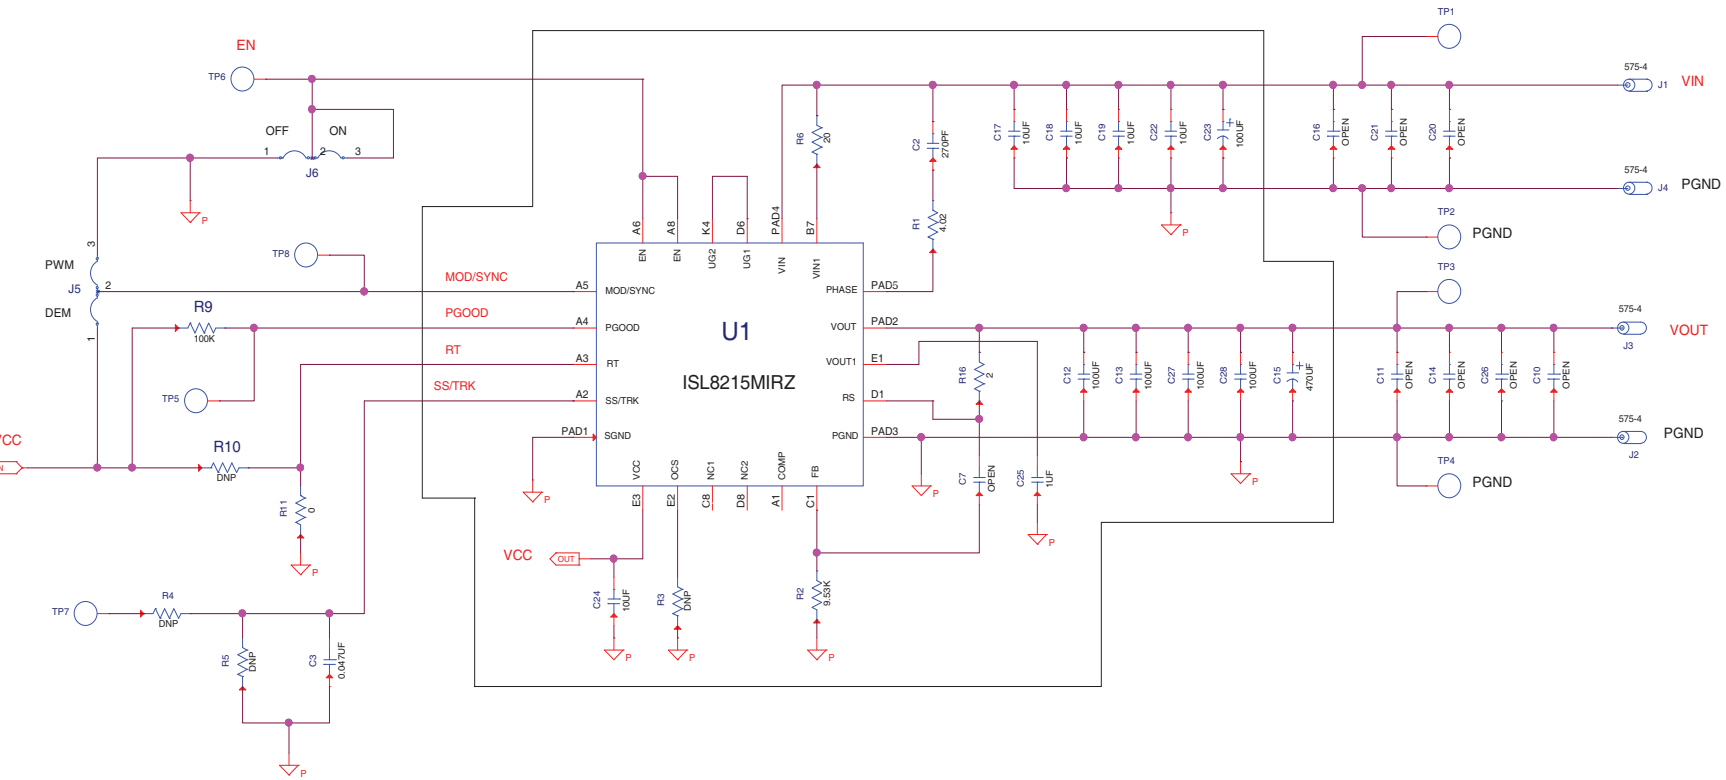 TP1
EN
TP6
575-4
J1 VIN
OFF ON
1 2 3
J6
R6 20
C2 270PF
C17 10UF
C18 10UF
C19 10UF
C22 10UF
C23 + 100UF
C16 OPEN
C21 OPEN
C20 OPEN
575-4
J4 PGND
P
P
R1 4.02
TP2
PGND
A6 A8 K4 D6 PAD4 B7
EN EN UG2 UG1 VIN VIN1
3
PWM
J5 2
DEM
1
TP8
MOD/SYNC A5 MOD/SYNC
PHASE PAD5
TP3
R9
100K
PGOOD A4 PGOOD
U1
VOUT PAD2
575-4
J3
VOUT
RT A3 RT
VOUT1 E1
ISL8215MIRZ
SS/TRK A2 SS/TRK
RS D1
TP5
R16 2
C12 100UF
C13 100UF
C27 100UF
C28 100UF
C15 + 470UF
C11 OPEN
C14 OPEN
C26 OPEN
C10 OPEN
PAD1 SGND
PGND PAD3
575-4
J2
PGND
R10
DNP
VCC OCS NC1 NC2 COMP FB
E3 E2 C8 D8 A1 C1
P
P
P
C7 OPEN
C25 1UF
TP4
PGND
R11 0
P
P
VCC OUT
C24 10UF
R3 DNP
R2 9.53K
P
P
P
TP7
R4
DNP
R5 DNP
C3 0.047UF
P